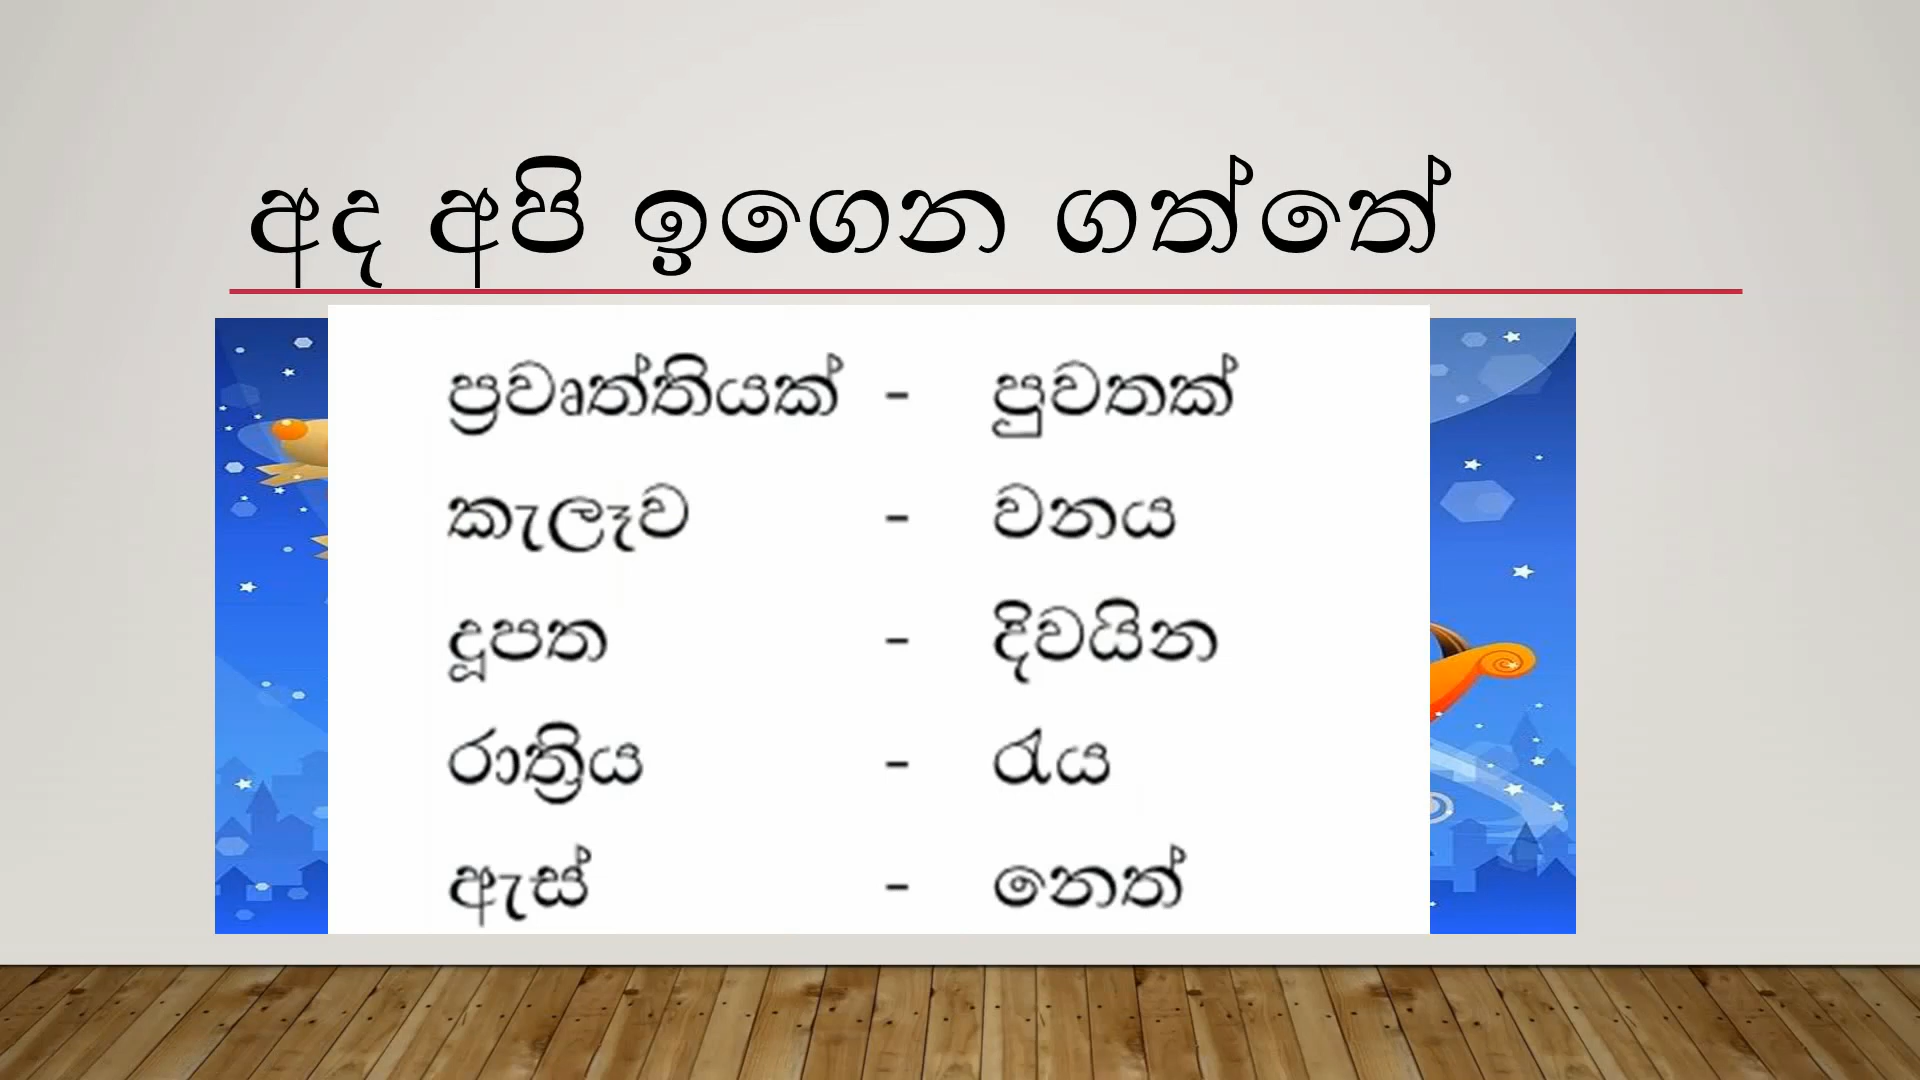 අද අපි ඉගෙන ගත්තේ
ප්‍රවෘත්තියක් - පුවතක්
කැලෑව - වනය
දූපත - දිවයින
රාත්‍රිය - රැය
ඇස් - නෙත්